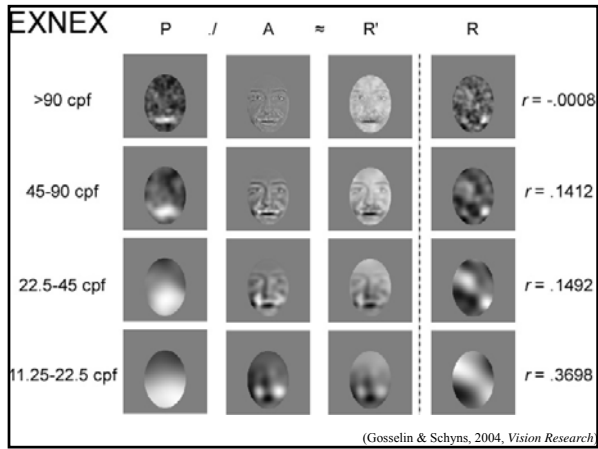 EXNEX P ./ A ≈ R' R
>90 cpf r = -.0008
45-90 cpf r = .1412
22.5-45 cpf r = .1492
11.25-22.5 cpf r = .3698
(Gosselin & Schyns, 2004, Vision Research)